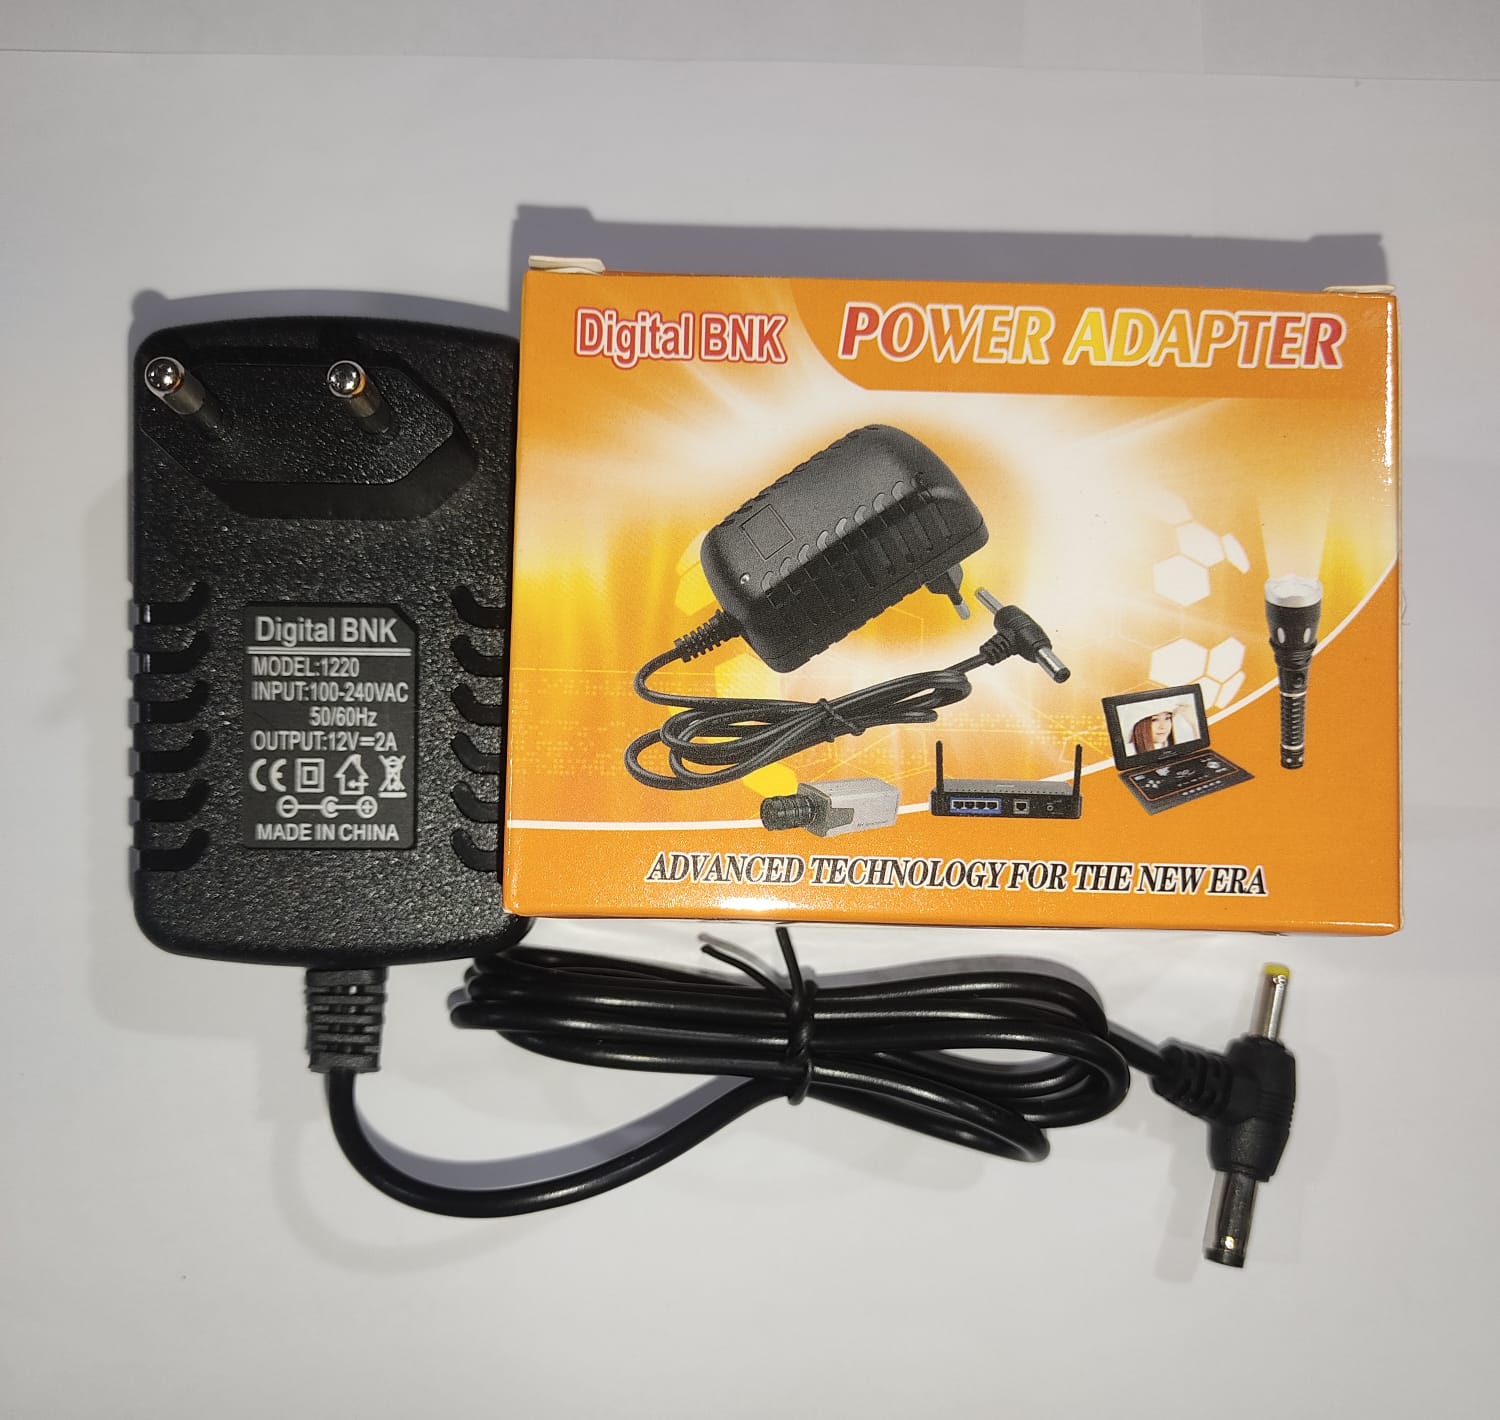 Digital BNK
MODEL:1220
INPUT:100-240VAC
50/60Hz
OUTPUT:12V=2A
CE
MADE IN CHINA
Digital BNK
POWER ADAPTER
ADVANCED TECHNOLOGY FOR THE NEW ERA